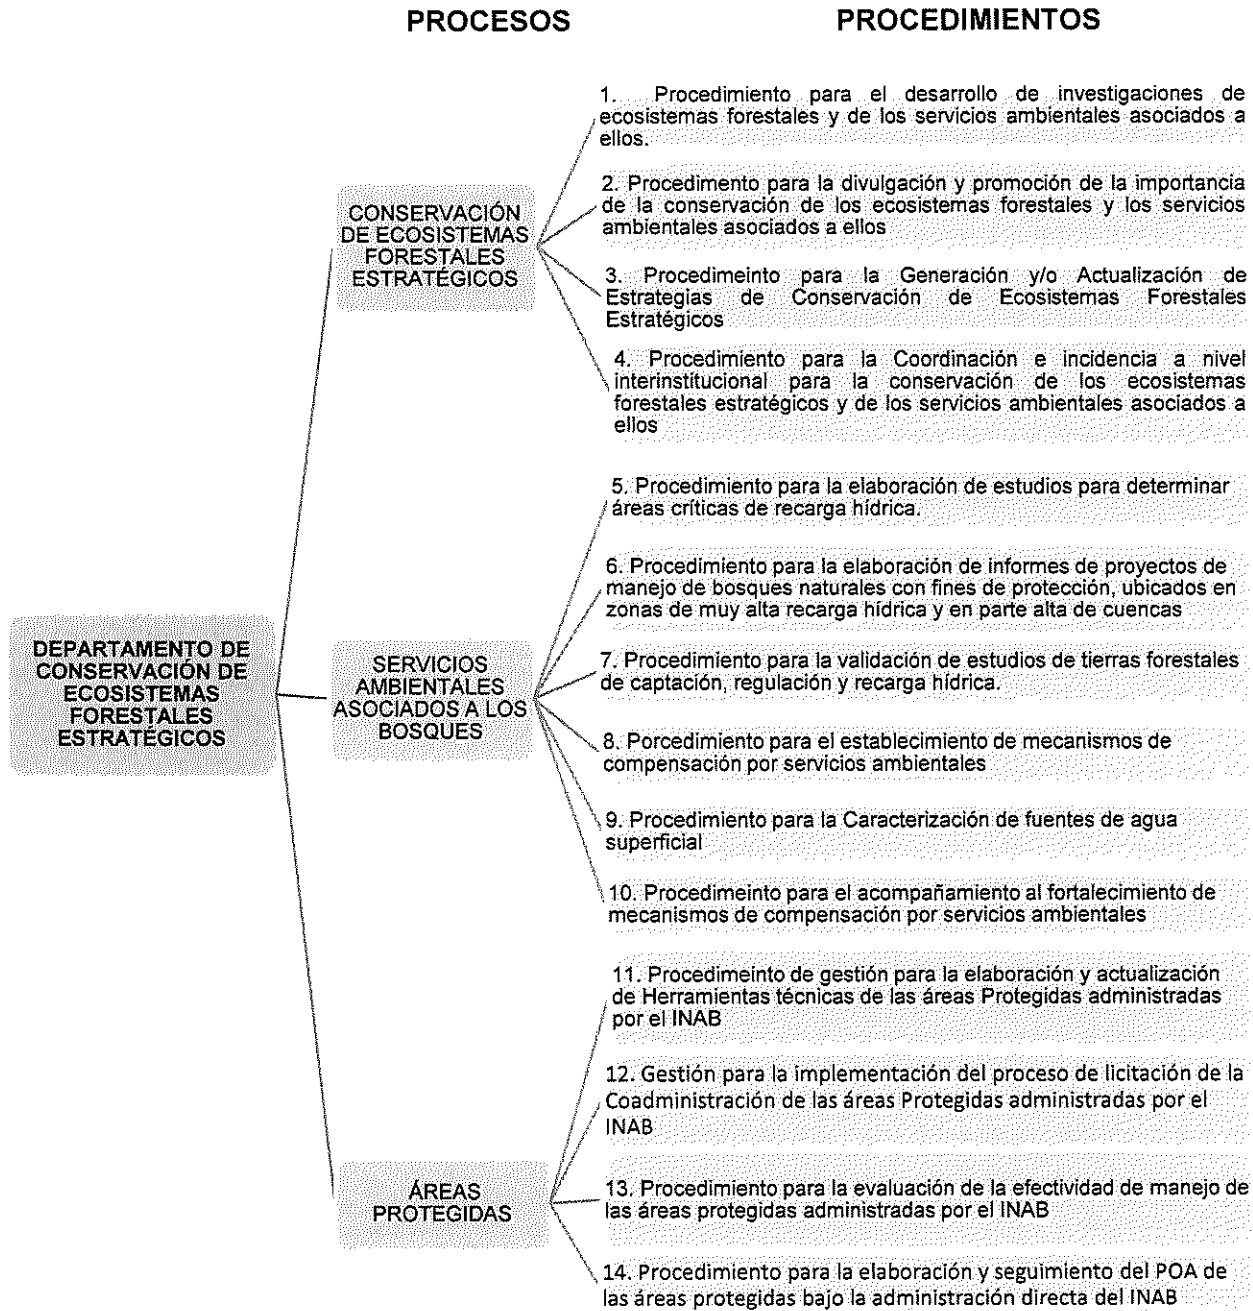 PROCESOS
PROCEDIMIENTOS
DEPARTAMENTO DE
CONSERVACIÓN DE
ECOSISTEMAS
FORESTALES
ESTRATÉGICOS
CONSERVACIÓN
DE ECOSISTEMAS
FORESTALES
ESTRATÉGICOS
1. Procedimiento para el desarrollo de investigaciones de
ecosistemas forestales y de los servicios ambientales asociados a
ellos.
2. Procedimento para la divulgación y promoción de la importancia
de la conservación de los ecosistemas forestales y los servicios
ambientales asociados a ellos
3. Procedimeinto para la Generación y/o Actualización de
Estrategias de Conservación de Ecosistemas Forestales
Estratégicos
4. Procedimiento para la Coordinación e incidencia a nivel
interinstitucional para la conservación de los ecosistemas
forestales estratégicos y de los servicios ambientales asociados a
ellos
SERVICIOS
AMBIENTALES
ASOCIADOS A LOS
BOSQUES
5. Procedimiento para la elaboración de estudios para determinar
áreas críticas de recarga hídrica.
6. Procedimiento para la elaboración de informes de proyectos de
manejo de bosques naturales con fines de protección, ubicados en
zonas de muy alta recarga hídrica y en parte alta de cuencas
7. Procedimiento para la validación de estudios de tierras forestales
de captación, regulación y recarga hídrica.
8. Porcedimiento para el establecimiento de mecanismos de
compensación por servicios ambientales
9. Procedimiento para la Caracterización de fuentes de agua
superficial
10. Procedimeinto para el acompañamiento al fortalecimiento de
mecanismos de compensación por servicios ambientales
ÁREAS
PROTEGIDAS
11. Procedimeinto de gestión para la elaboración y actualización
de Herramientas técnicas de las áreas Protegidas administradas
por el INAB
12. Gestión para la implementación del proceso de licitación de la
Coadministración de las áreas Protegidas administradas por el
INAB
13. Procedimiento para la evaluación de la efectividad de manejo de
las áreas protegidas administradas por el INAB
14. Procedimiento para la elaboración y seguimiento del POA de
las áreas protegidas bajo la administración directa del INAB